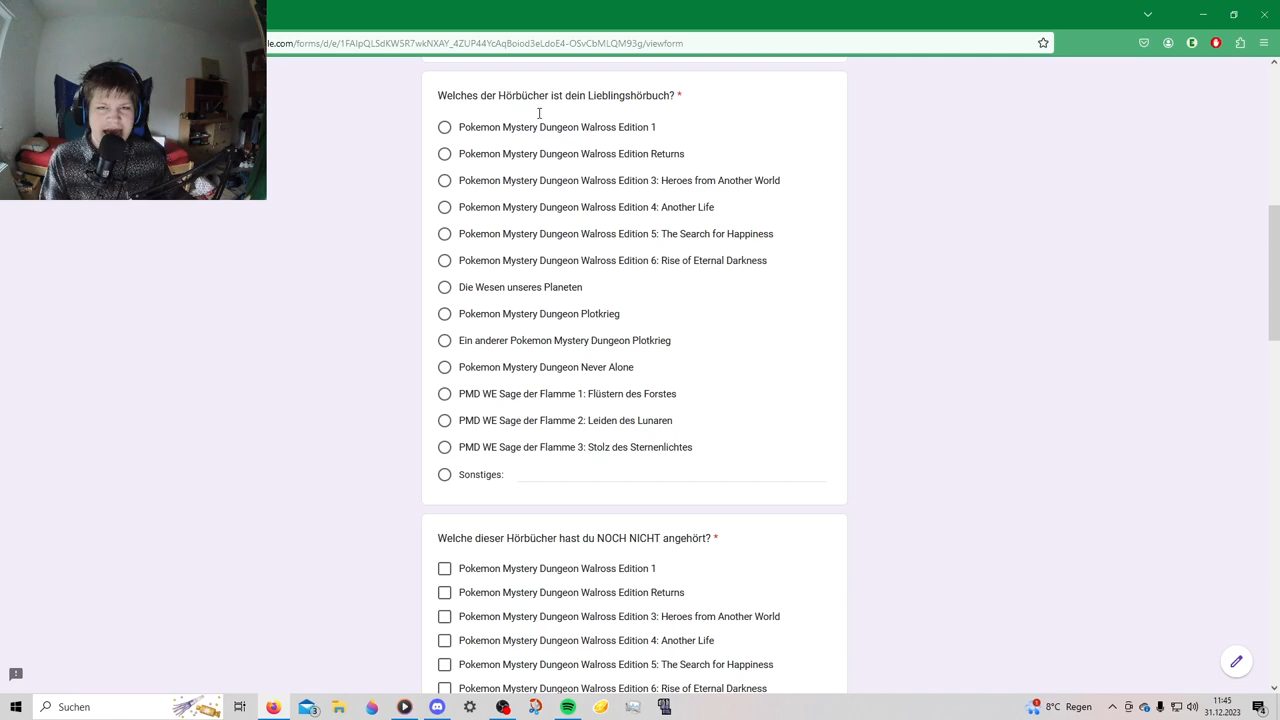 le.com/forms/d/e/1FAIpQLSdKW5R7wkNXAY_4ZUP44YcAqBoiod3eLdoE4-OSvCbMLQM93g/viewform
Welches der Hörbücher ist dein Lieblingshörbuch? *
Pokemon Mystery Dungeon Walross Edition 1
Pokemon Mystery Dungeon Walross Edition Returns
Pokemon Mystery Dungeon Walross Edition 3: Heroes from Another World
Pokemon Mystery Dungeon Walross Edition 4: Another Life
Pokemon Mystery Dungeon Walross Edition 5: The Search for Happiness
Pokemon Mystery Dungeon Walross Edition 6: Rise of Eternal Darkness
Die Wesen unseres Planeten
Pokemon Mystery Dungeon Plotkrieg
Ein anderer Pokemon Mystery Dungeon Plotkrieg
Pokemon Mystery Dungeon Never Alone
PMD WE Sage der Flamme 1: Flüstern des Forstes
PMD WE Sage der Flamme 2: Leiden des Lunaren
PMD WE Sage der Flamme 3: Stolz des Sternenlichtes
Sonstiges:
Welche dieser Hörbücher hast du NOCH NICHT angehört? *
Pokemon Mystery Dungeon Walross Edition 1
Pokemon Mystery Dungeon Walross Edition Returns
Pokemon Mystery Dungeon Walross Edition 3: Heroes from Another World
Pokemon Mystery Dungeon Walross Edition 4: Another Life
Pokemon Mystery Dungeon Walross Edition 5: The Search for Happiness
Pokemon Mystery Dungeon Walross Edition 6: Rise of Eternal Darkness
Suchen
3
8°C Regen
11:45
31.12.2023